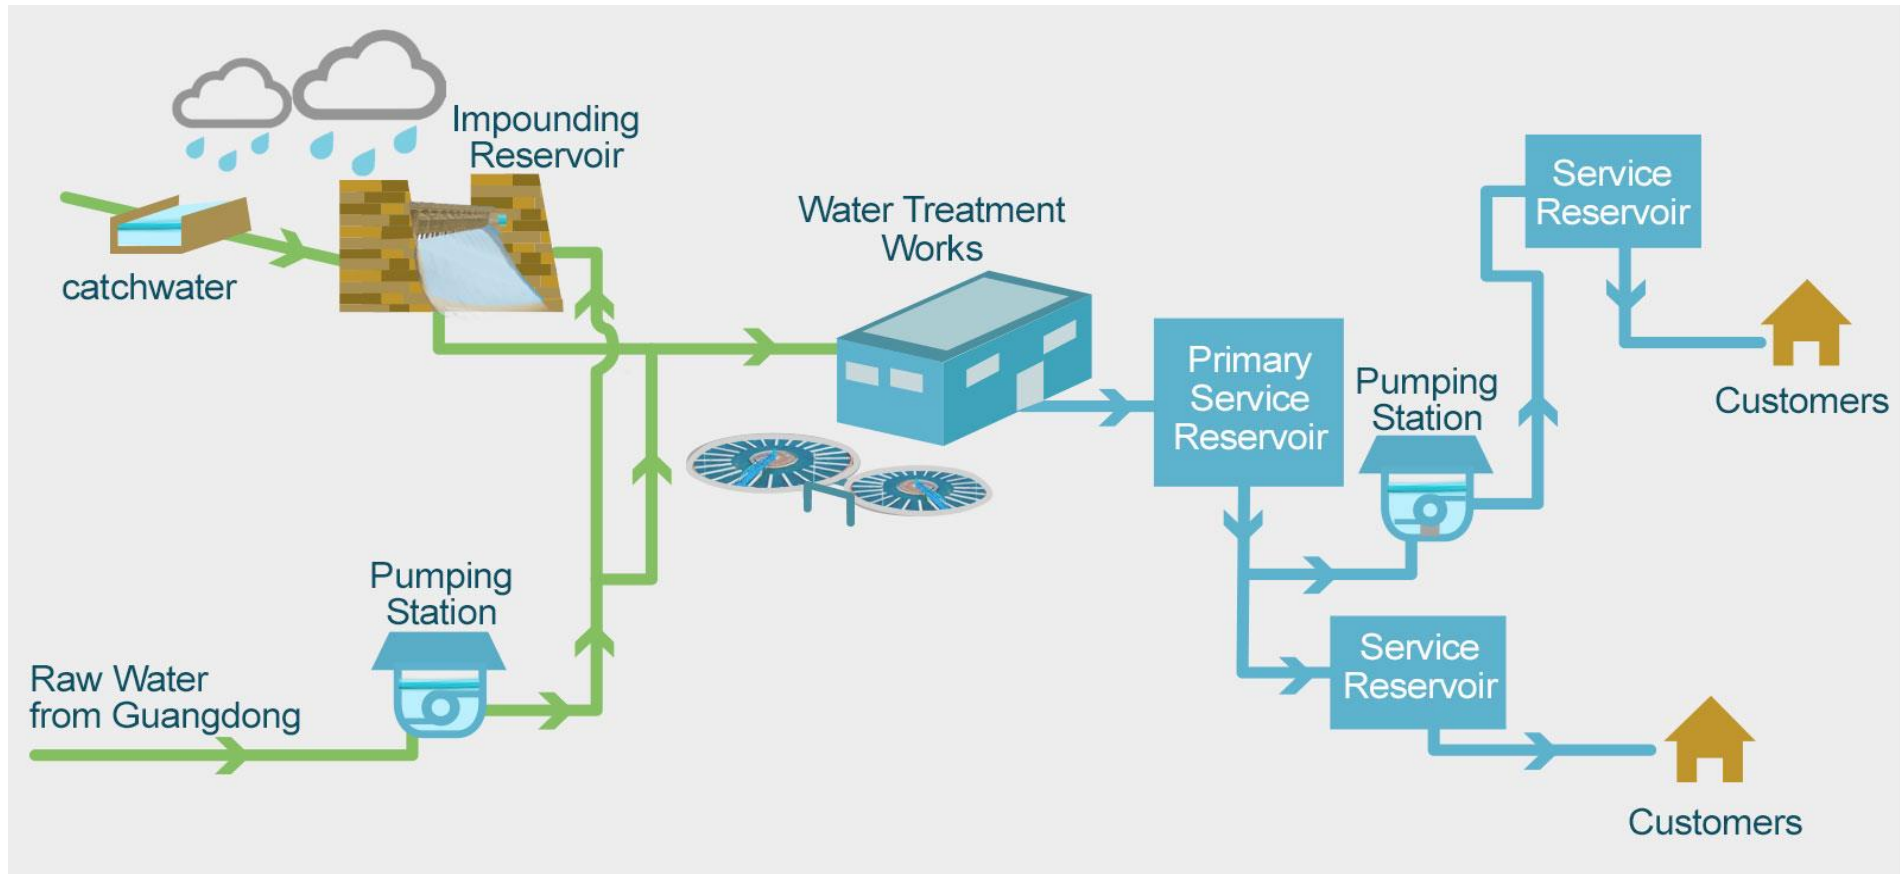 Impounding
Reservoir
catchwater
Water Treatment
Works
Pumping
Station
Raw Water
from Guangdong
Primary
Service
Reservoir
Pumping
Station
Service
Reservoir
Customers
Service
Reservoir
Customers